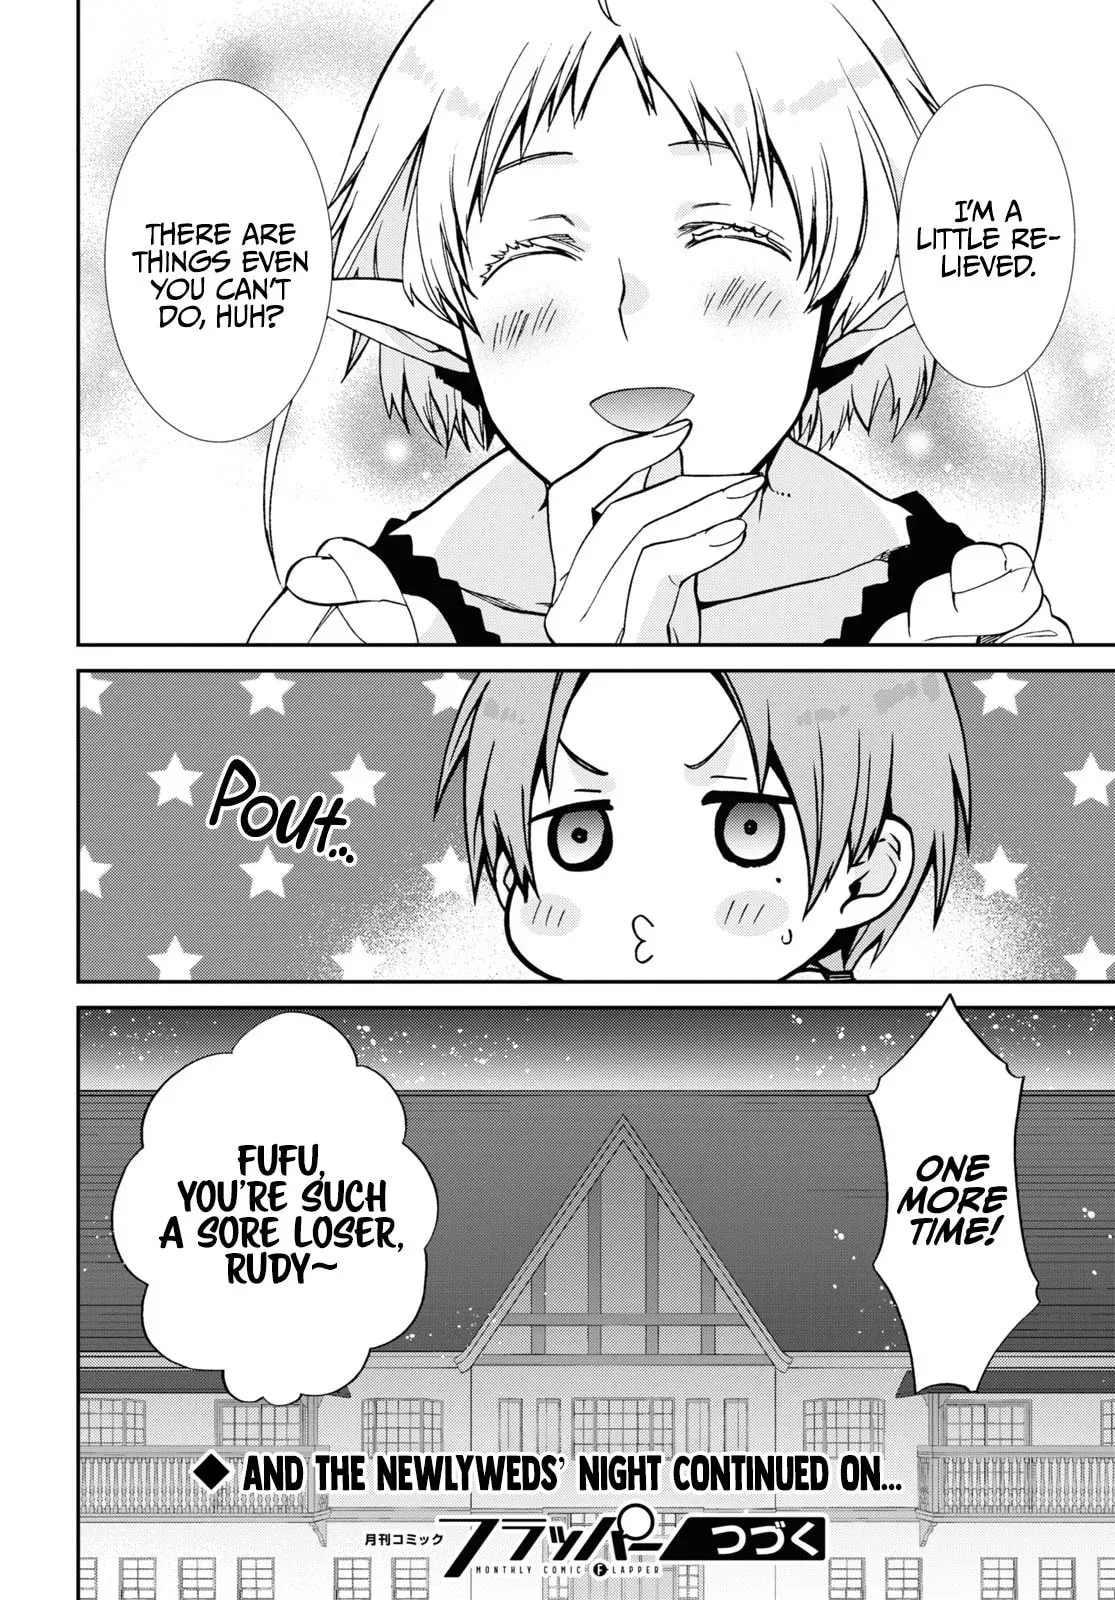 I'M A
LITTLE RE-
LIEVED.
THERE ARE
THINGS EVEN
YOU CAN'T
DO, HUH?
POUT...
ONE
MORE
TIME!
FUFU,
YOU'RE SUCH
A SORE LOSER,
RUDY~
AND THE NEWLYWEDS' NIGHT CONTINUED ON...
月刊コミック フラッパー つづく
MONTHLY COMIC FLAPPER